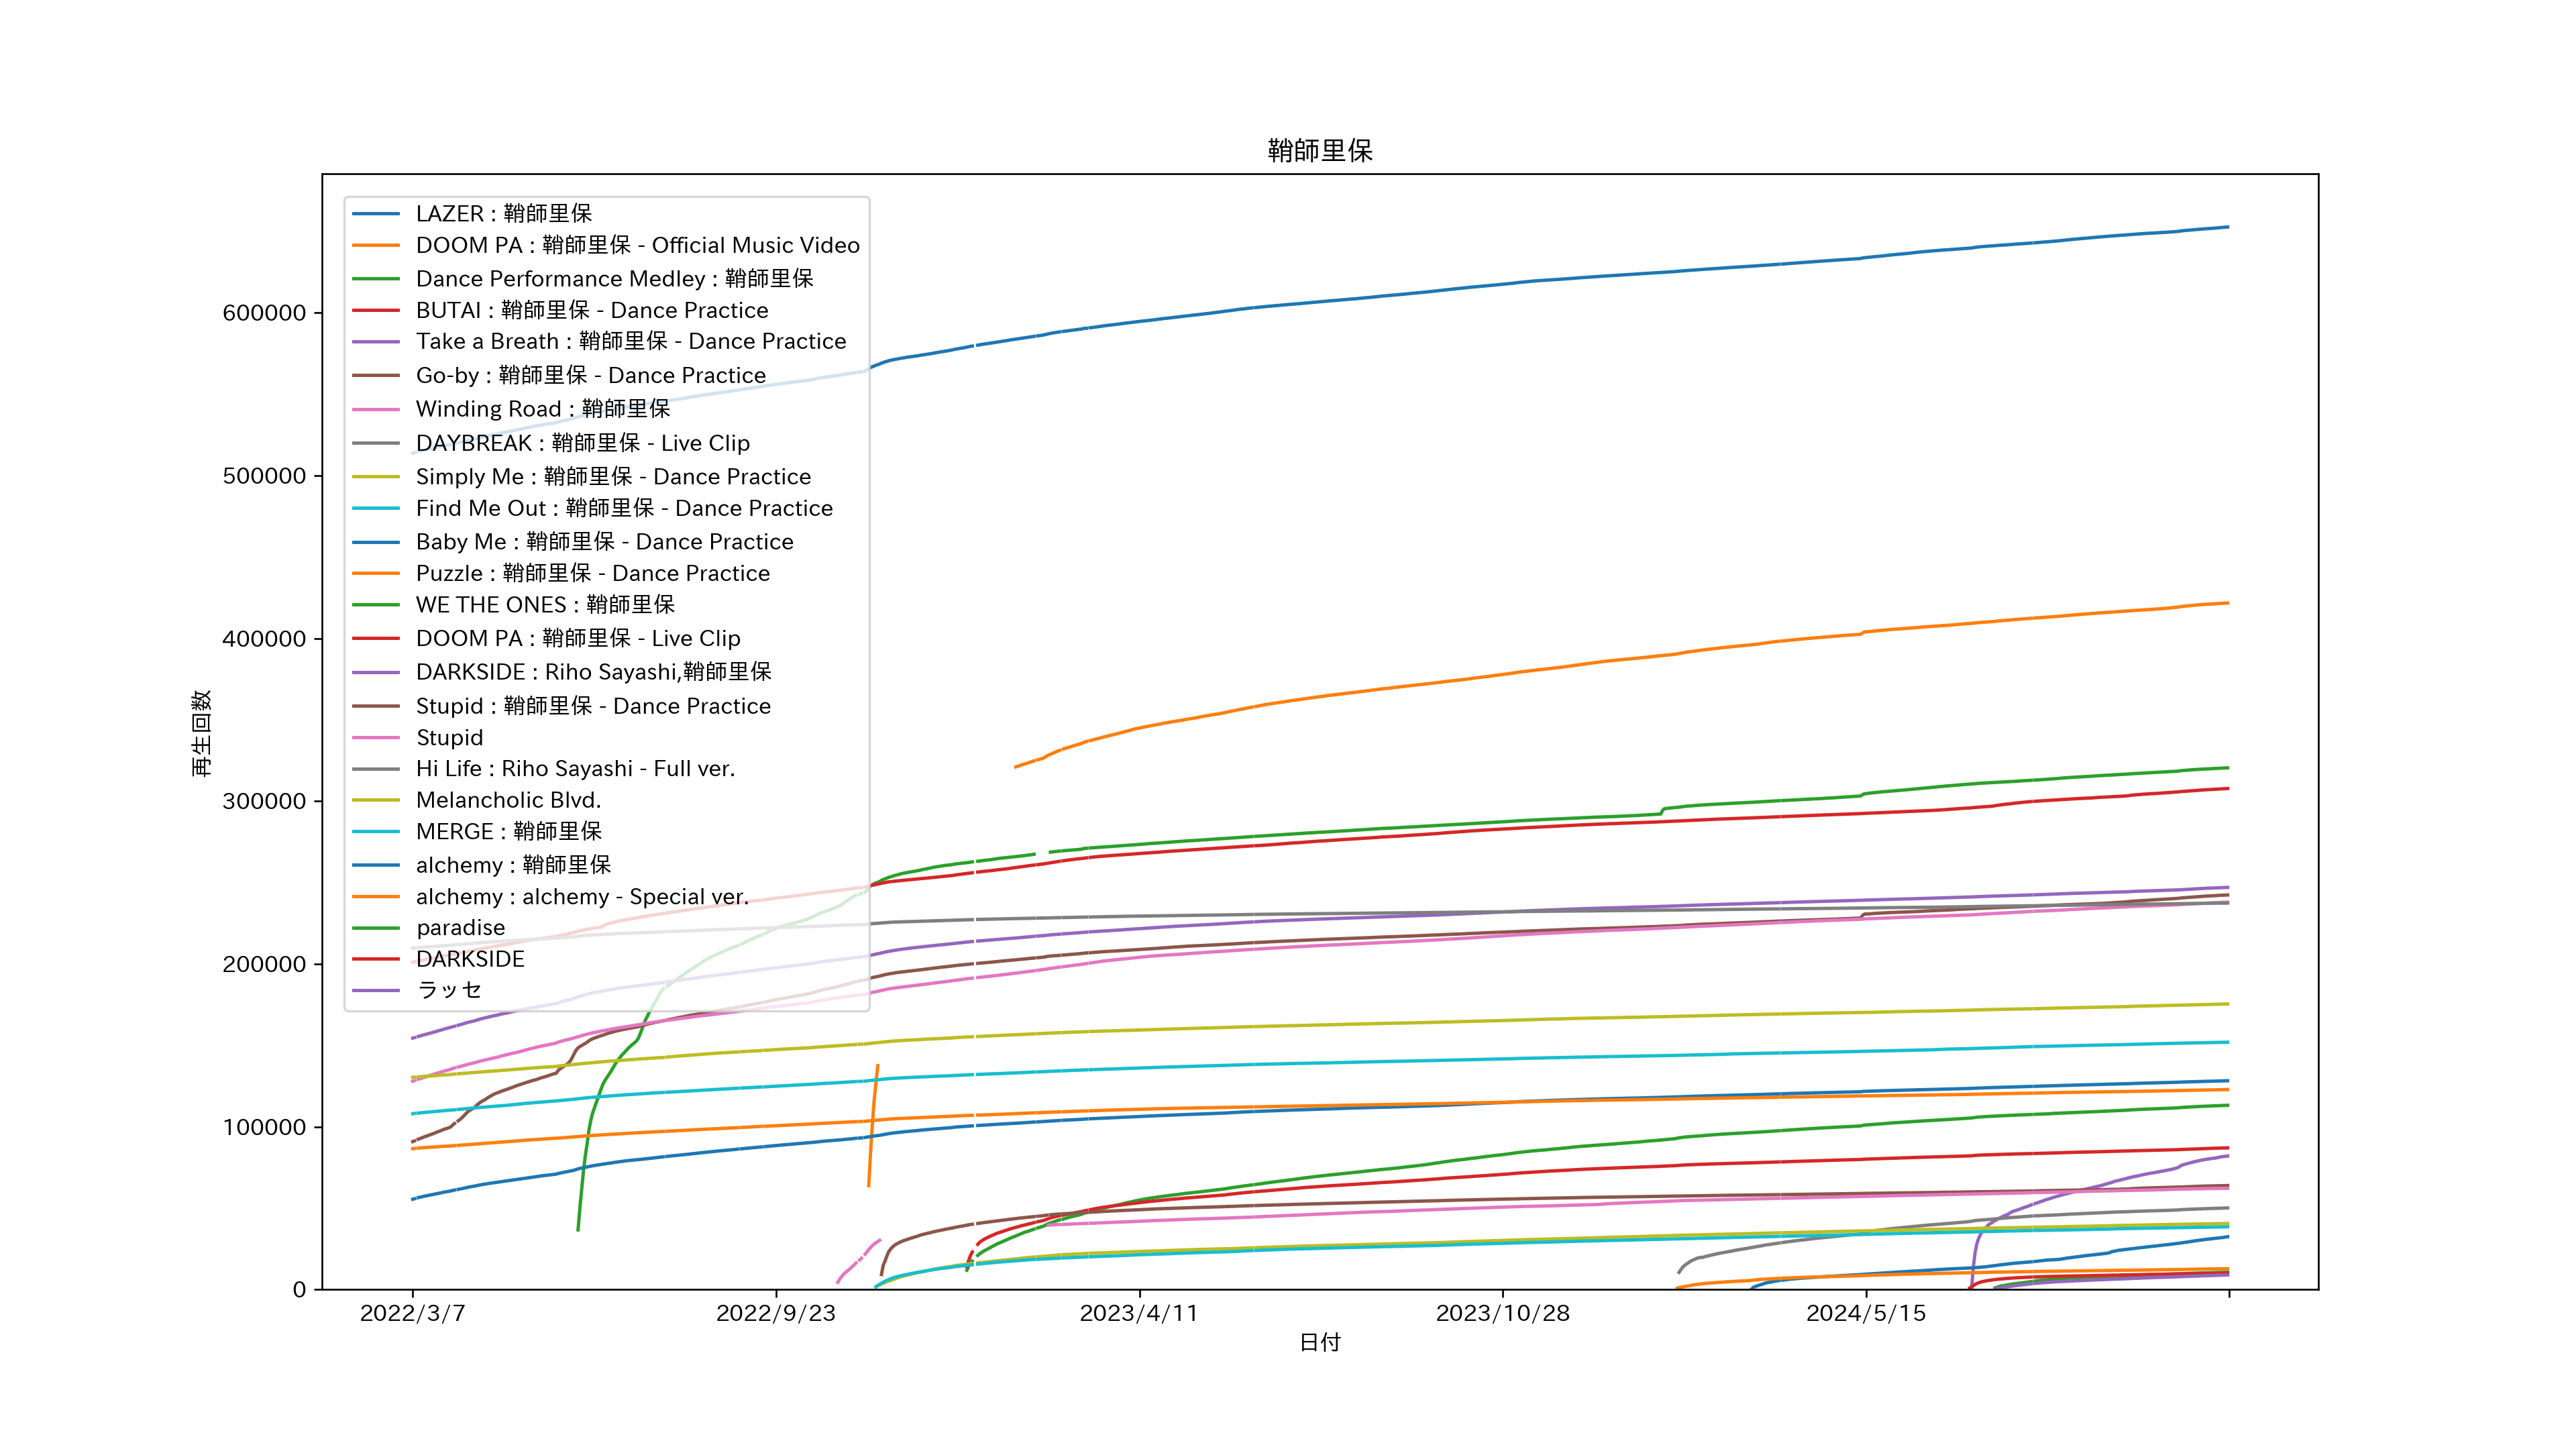 鞘師里保
LAZER : 鞘師里保
DOOM PA : 鞘師里保 - Official Music Video
Dance Performance Medley : 鞘師里保
BUTAI : 鞘師里保 - Dance Practice
Take a Breath : 鞘師里保 - Dance Practice
Go-by : 鞘師里保 - Dance Practice
Winding Road : 鞘師里保
DAYBREAK : 鞘師里保 - Live Clip
Simply Me : 鞘師里保 - Dance Practice
Find Me Out : 鞘師里保 - Dance Practice
Baby Me : 鞘師里保 - Dance Practice
Puzzle : 鞘師里保 - Dance Practice
WE THE ONES : 鞘師里保
DOOM PA : 鞘師里保 - Live Clip
DARKSIDE : Riho Sayashi,鞘師里保
Stupid : 鞘師里保 - Dance Practice
Stupid
Hi Life : Riho Sayashi - Full ver.
Melancholic Blvd.
MERGE : 鞘師里保
alchemy : 鞘師里保
alchemy : alchemy - Special ver.
paradise
DARKSIDE
ラッセ
600000
500000
400000
300000
200000
100000
0
再生回数
2022/3/7
2022/9/23
2023/4/11
2023/10/28
2024/5/15
日付